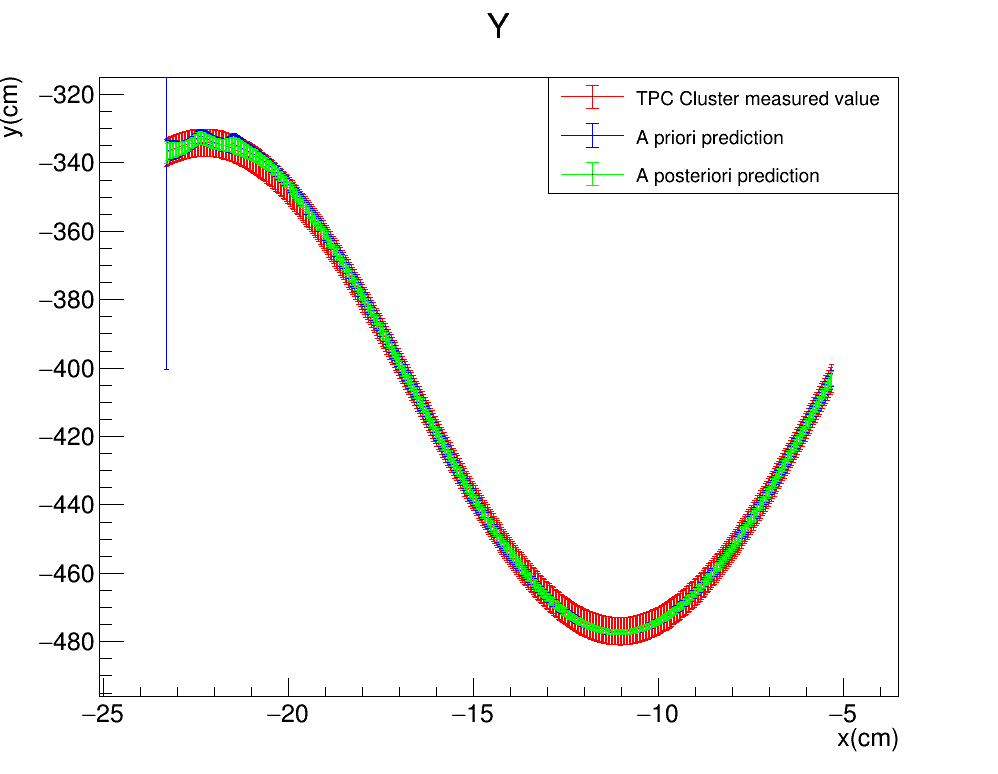 Y
y(cm)
−320
−340
−360
−380
−400
−420
−440
−460
−480
TPC Cluster measured value
A priori prediction
A posteriori prediction
−25
−20
−15
−10
−5
x(cm)